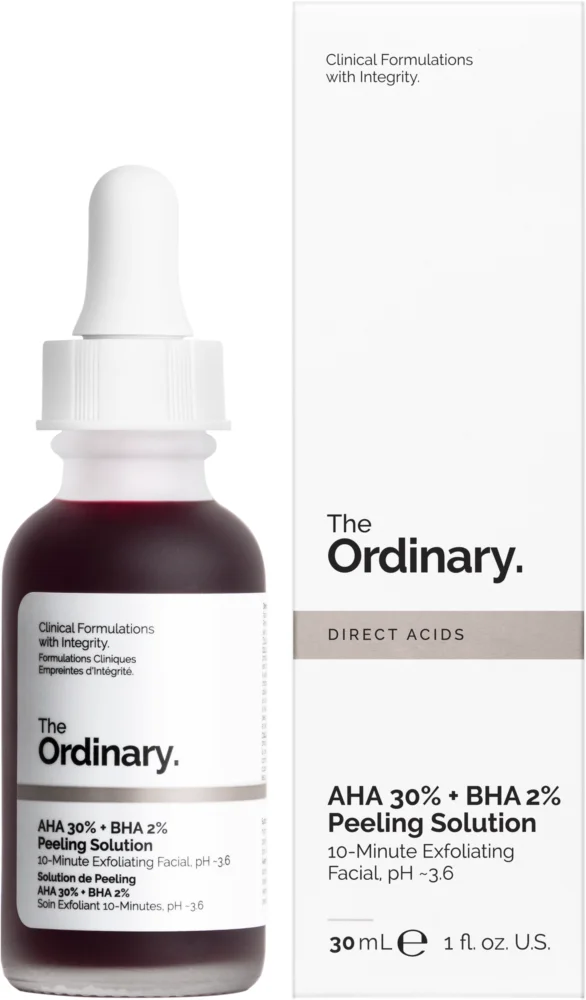 Clinical Formulations
with Integrity.
The
Ordinary.
DIRECT ACIDS
AHA 30% + BHA 2%
Peeling Solution
10-Minute Exfoliating
Facial, pH ~3.6
30 mL ℮ 1 fl. oz. U.S.
Clinical Formulations
with Integrity.
Formulations Cliniques
Empreintes d'Intégrité.
The
Ordinary.
AHA 30% + BHA 2%
Peeling Solution
10-Minute Exfoliating Facial, pH ~3.6
Solution de Peeling
AHA 30% + BHA 2%
Soin Exfoliant 10-Minutes, pH ~3.6